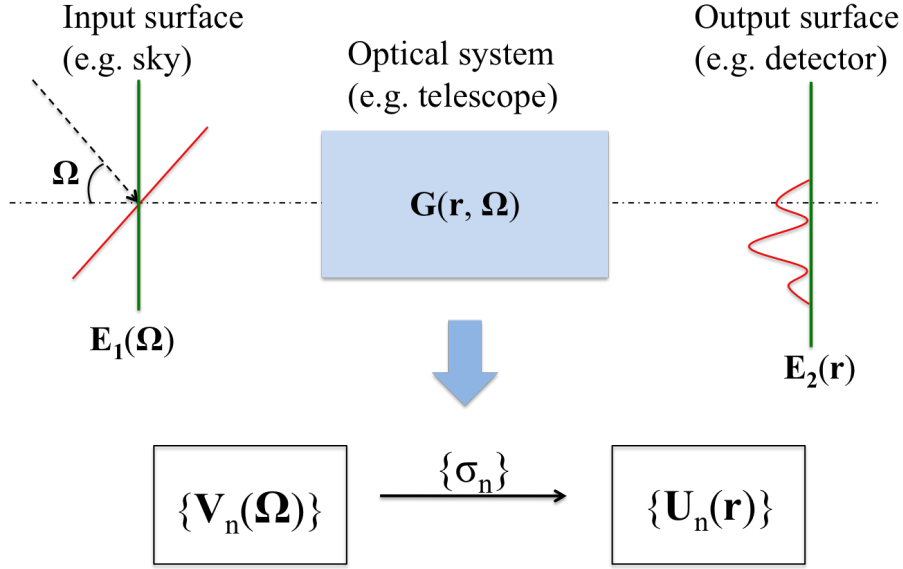 Input surface
(e.g. sky)
Optical system
(e.g. telescope)
Output surface
(e.g. detector)
Ω
G(r, Ω)
E₁(Ω)
E₂(r)
{Vₙ(Ω)}
{σₙ}
{Uₙ(r)}